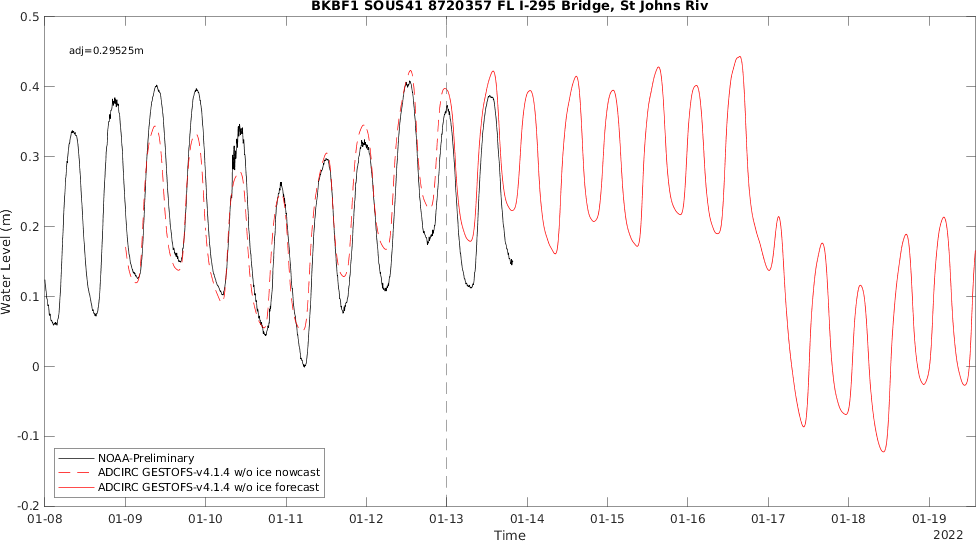 BKBF1 SOUS41 8720357 FL I-295 Bridge, St Johns Riv
adj=0.29525m
0.5
0.4
0.3
0.2
0.1
0
-0.1
-0.2
Water Level (m)
NOAA-Preliminary
ADCIRC GESTOFS-v4.1.4 w/o ice nowcast
ADCIRC GESTOFS-v4.1.4 w/o ice forecast
01-08 01-09 01-10 01-11 01-12 01-13 01-14 01-15 01-16 01-17 01-18 01-19
Time
2022